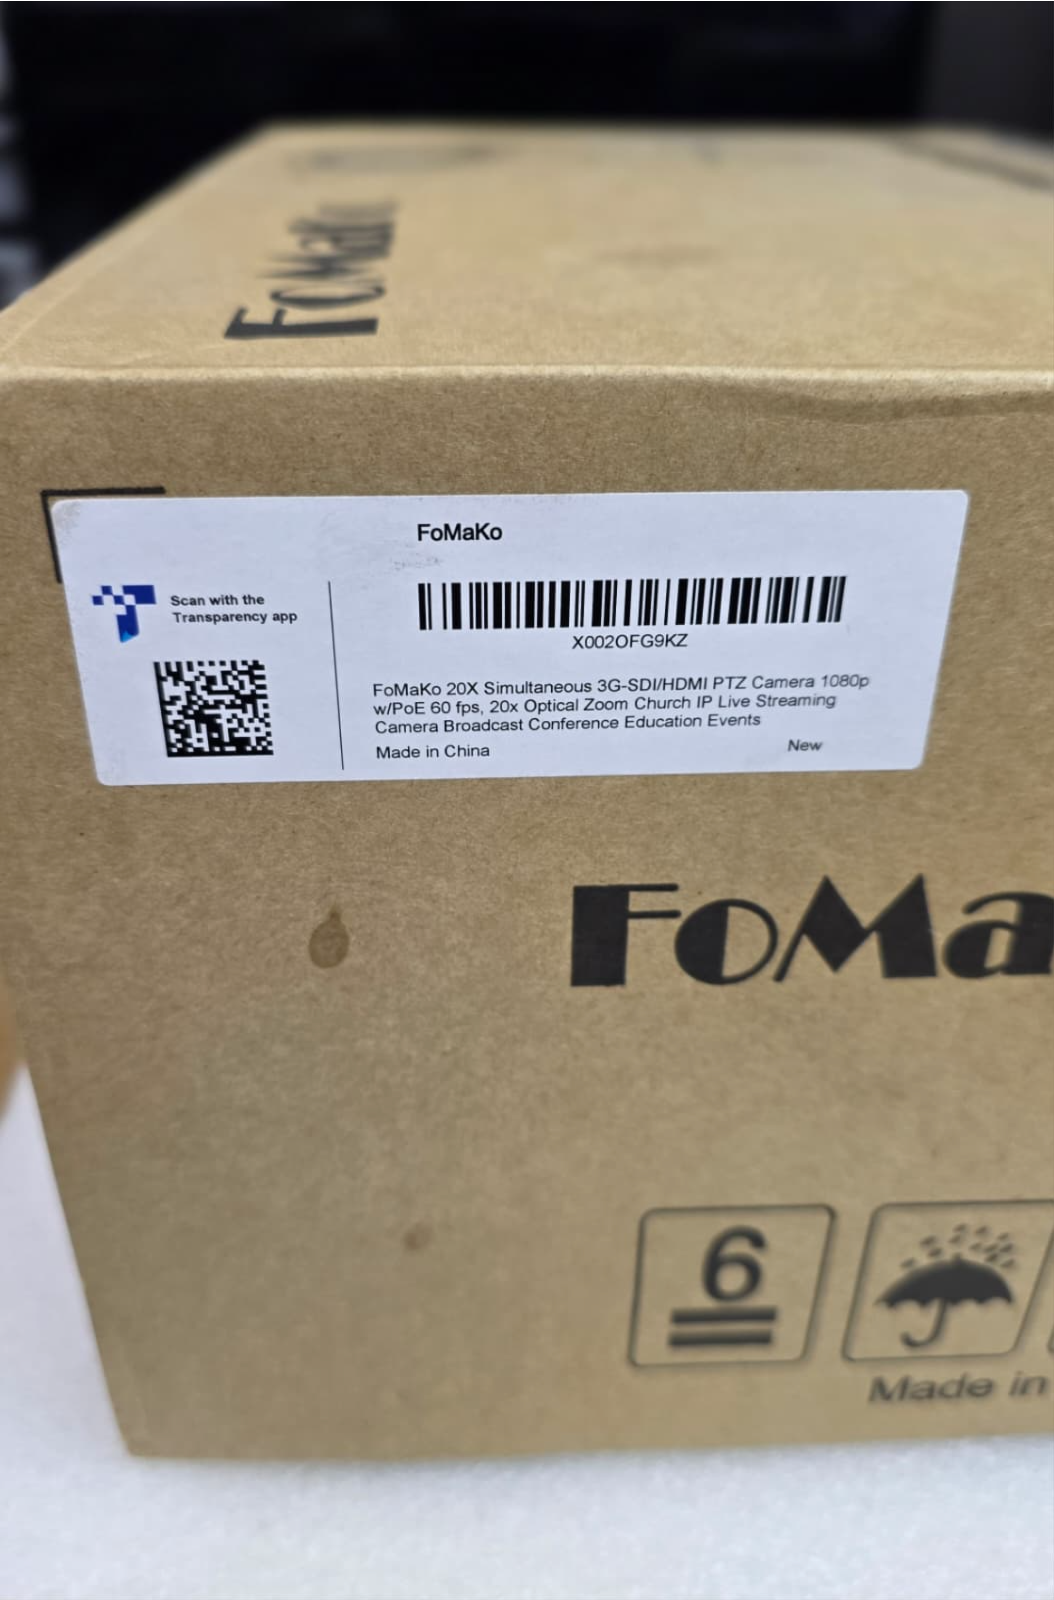 FoMaKo
FoMaKo
Scan with the
Transparency app
X002OFG9KZ
FoMaKo 20X Simultaneous 3G-SDI/HDMI PTZ Camera 1080p
w/PoE 60 fps, 20x Optical Zoom Church IP Live Streaming
Camera Broadcast Conference Education Events
Made in China
New
FoMa
6
Made in